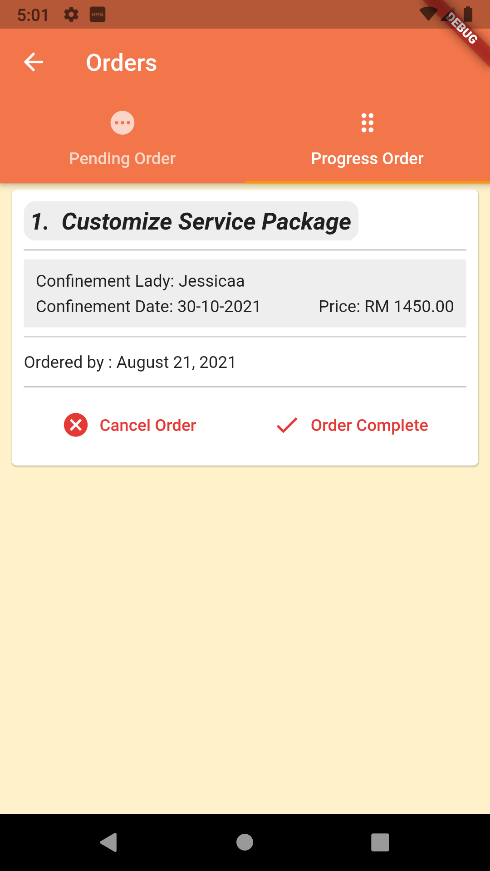 5:01
DEBUG
Orders
Pending Order
Progress Order
1. Customize Service Package
Confinement Lady: Jessicaa
Confinement Date: 30-10-2021 Price: RM 1450.00
Ordered by : August 21, 2021
Cancel Order
Order Complete